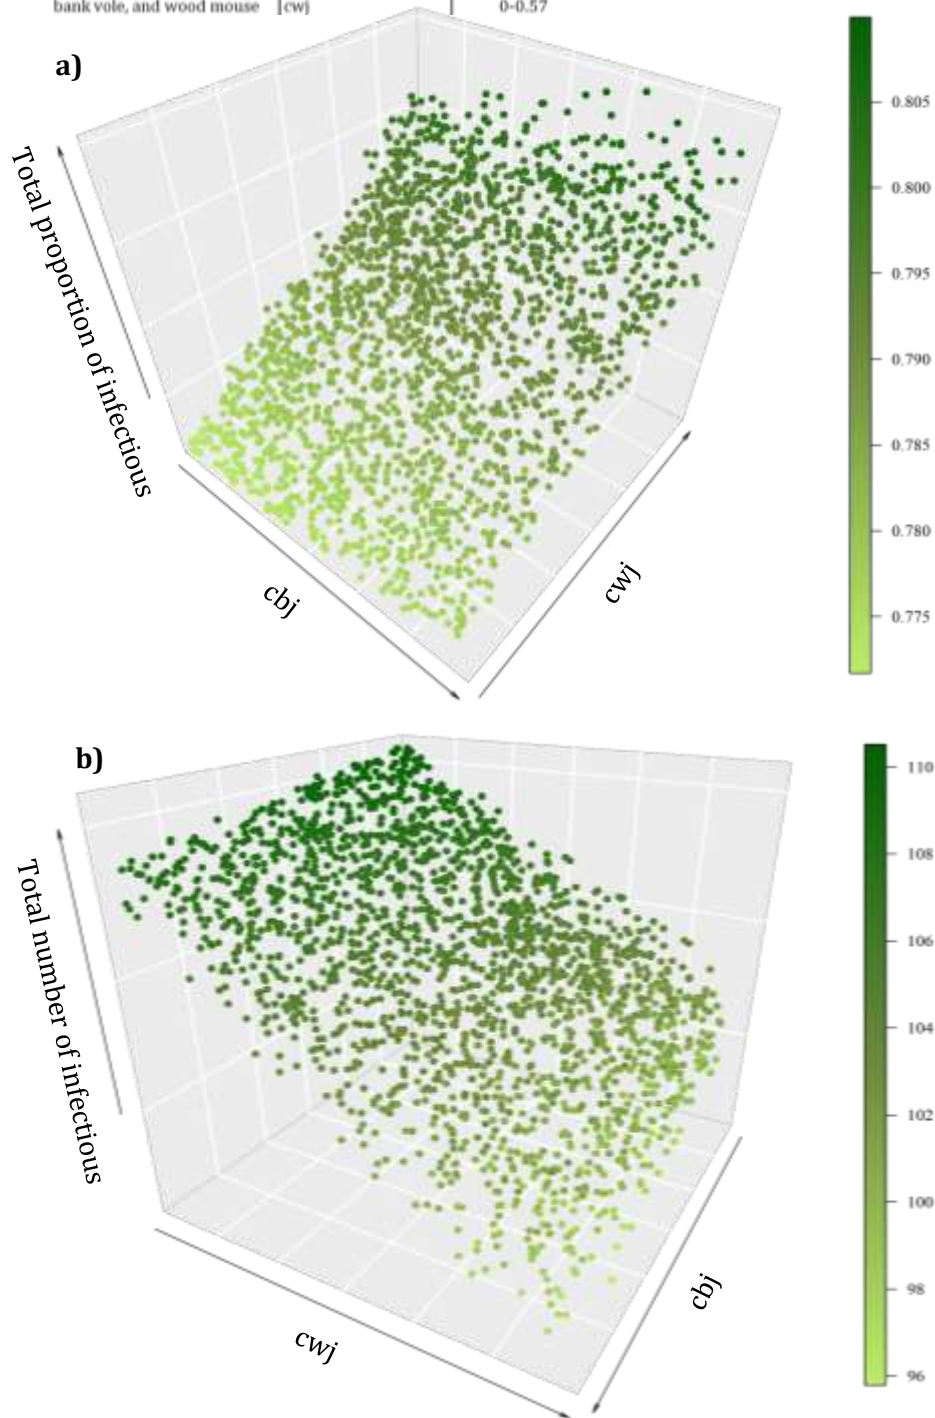 bank vole, and wood mouse cwj 0-0.57
a)
Total proportion of infectious
cbj
cwj
0.805
0.800
0.795
0.790
0.785
0.780
0.775
b)
Total number of infectious
cwj
cbj
110
108
106
104
102
100
98
96